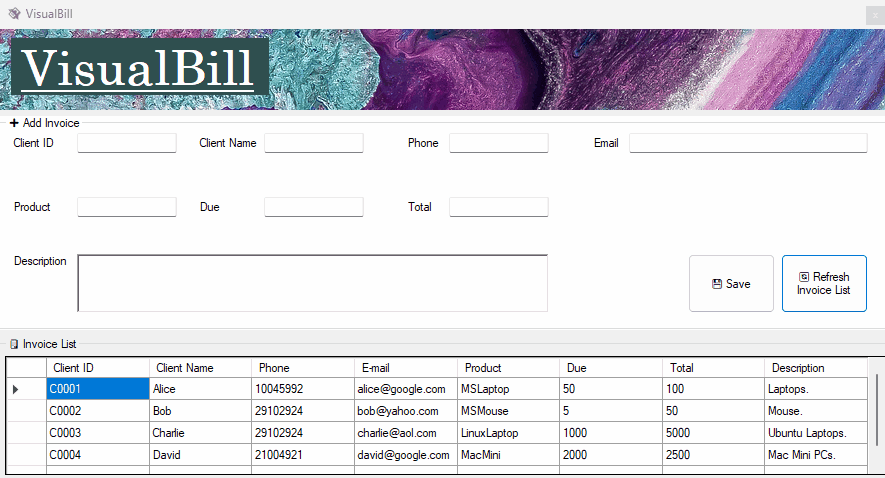 VisualBill
VisualBill
Add Invoice
Client ID Client Name Phone Email
Product Due Total
Description
Save
Refresh
Invoice List
Invoice List
Client ID Client Name Phone E-mail Product Due Total Description
C0001 Alice 10045992 alice@google.com MSLaptop 50 100 Laptops.
C0002 Bob 29102924 bob@yahoo.com MSMouse 5 50 Mouse.
C0003 Charlie 29102924 charlie@aol.com LinuxLaptop 1000 5000 Ubuntu Laptops.
C0004 David 21004921 david@google.com MacMini 2000 2500 Mac Mini PCs.